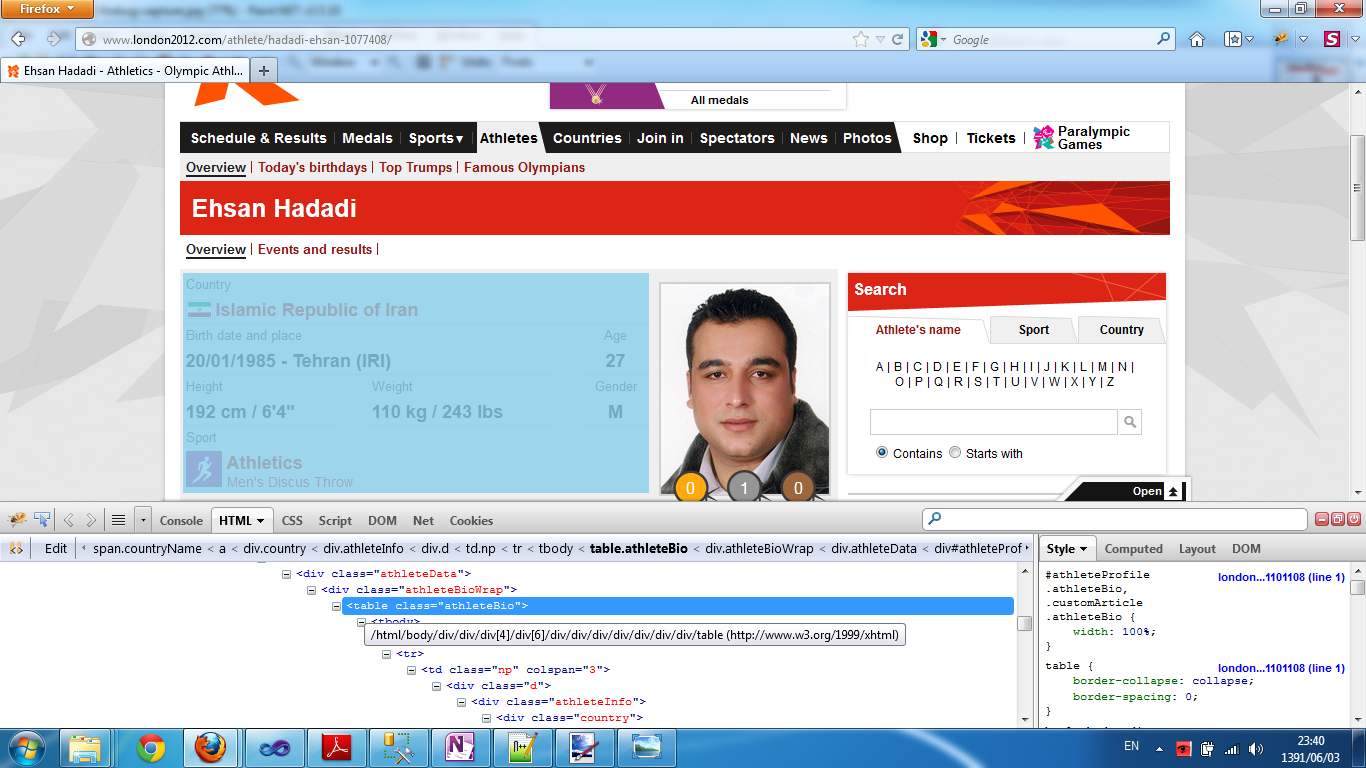 Firefox
www.london2012.com/athlete/hadadi-ehsan-1077408/
Google
Ehsan Hadadi - Athletics - Olympic Athl...
All medals
Schedule & Results Medals Sports▾ Athletes Countries Join in Spectators News Photos Shop Tickets Paralympic Games
Overview Today's birthdays Top Trumps Famous Olympians
Ehsan Hadadi
Overview Events and results
Country
Islamic Republic of Iran
Birth date and place Age
20/01/1985 - Tehran (IRI) 27
Height Weight Gender
192 cm / 6'4" 110 kg / 243 lbs M
Sport
Athletics
Men's Discus Throw
0 1 0
Search
Athlete's name Sport Country
A | B | C | D | E | F | G | H | I | J | K | L | M | N |
O | P | Q | R | S | T | U | V | W | X | Y | Z
Contains Starts with
Open
Console HTML CSS Script DOM Net Cookies
Edit span.countryName < a < div.country < div.athleteInfo < div.d < td.np < tr < tbody < table.athleteBio < div.athleteBioWrap < div.athleteData < div#athleteProf
Style Computed Layout DOM
<div class="athleteData">
<div class="athleteBioWrap">
<table class="athleteBio">
<tbody>
/html/body/div/div/div[4]/div[6]/div/div/div/div/div/div/div/table (http://www.w3.org/1999/xhtml)
<tr>
<td class="np" colspan="3">
<div class="d">
<div class="athleteInfo">
<div class="country">
#athleteProfile london...1101108 (line 1)
.athleteBio,
.customArticle
.athleteBio {
width: 100%;
}
table { london...1101108 (line 1)
border-collapse: collapse;
border-spacing: 0;
}
EN
23:40
1391/06/03